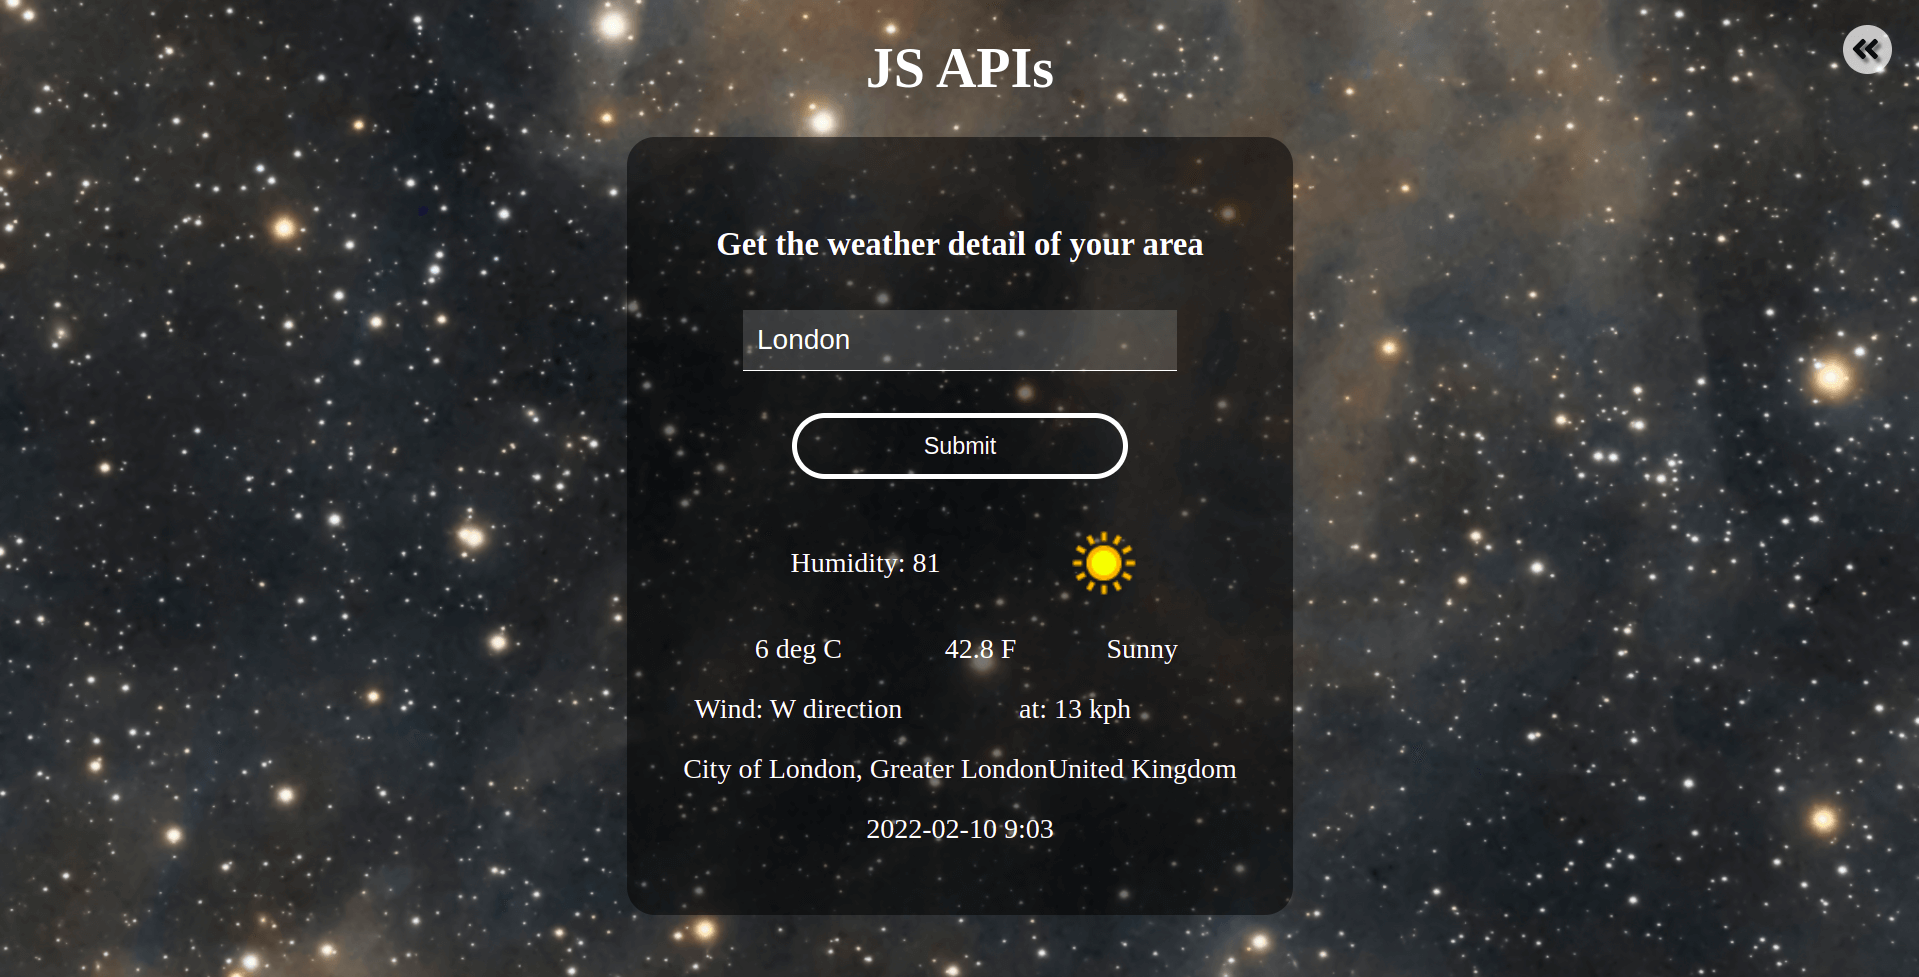 JS APIs
Get the weather detail of your area
London
Submit
Humidity: 81
6 deg C 42.8 F Sunny
Wind: W direction at: 13 kph
City of London, Greater LondonUnited Kingdom
2022-02-10 9:03